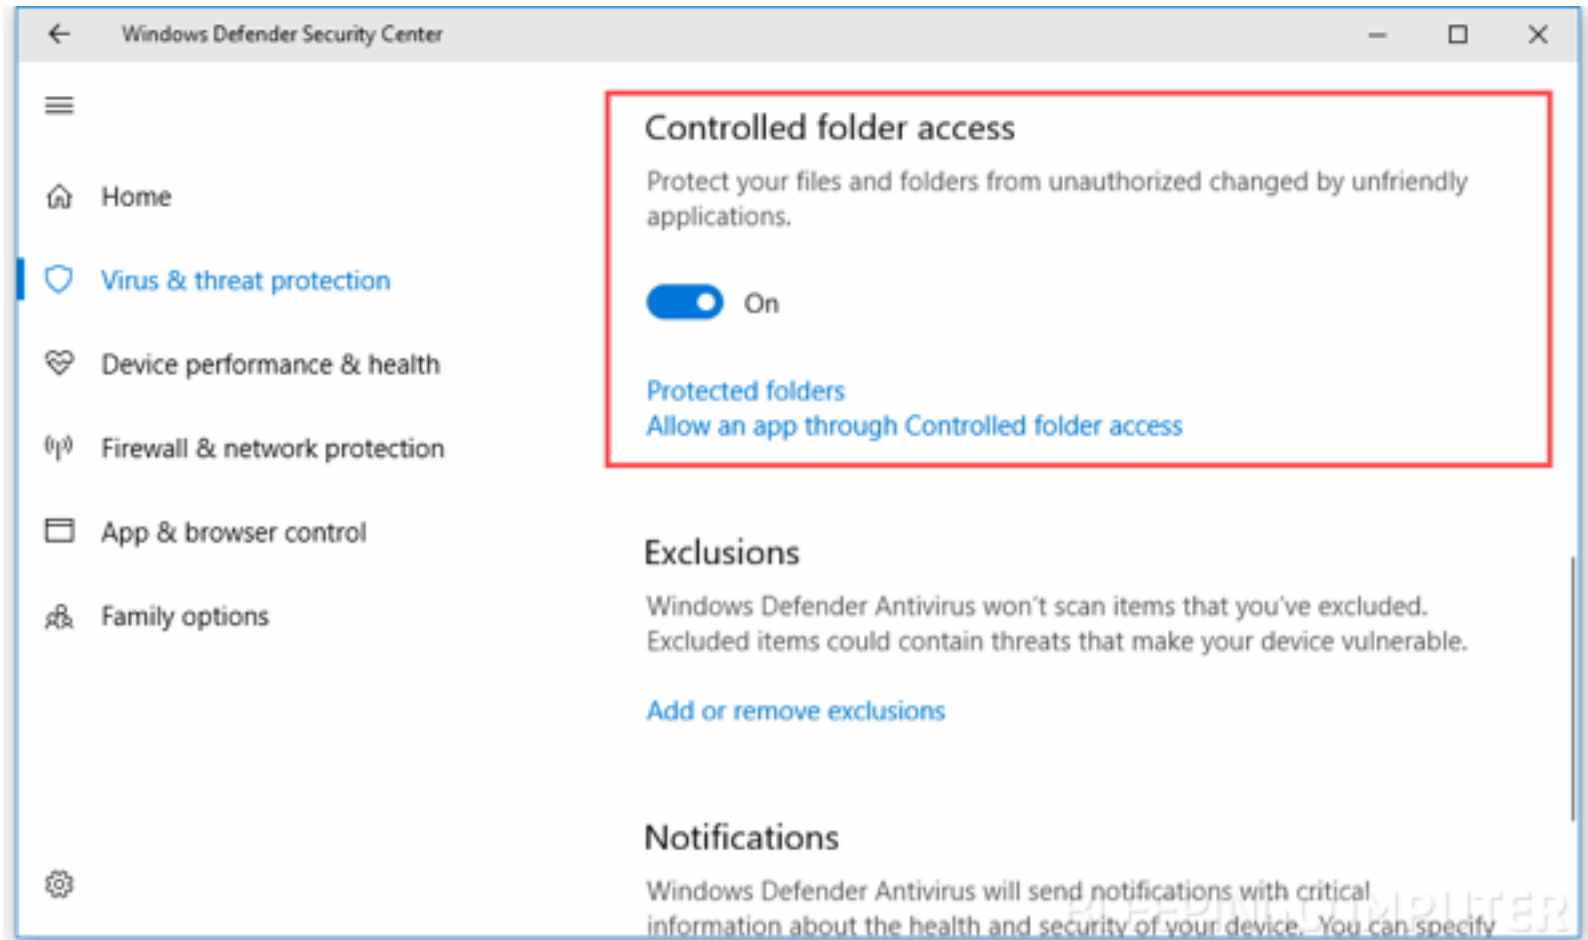 Windows Defender Security Center
Home
Virus & threat protection
Device performance & health
Firewall & network protection
App & browser control
Family options
Controlled folder access
Protect your files and folders from unauthorized changed by unfriendly
applications.
On
Protected folders
Allow an app through Controlled folder access
Exclusions
Windows Defender Antivirus won't scan items that you've excluded.
Excluded items could contain threats that make your device vulnerable.
Add or remove exclusions
Notifications
Windows Defender Antivirus will send notifications with critical
information about the health and security of your device. You can specify
BLEEPINGCOMPUTER